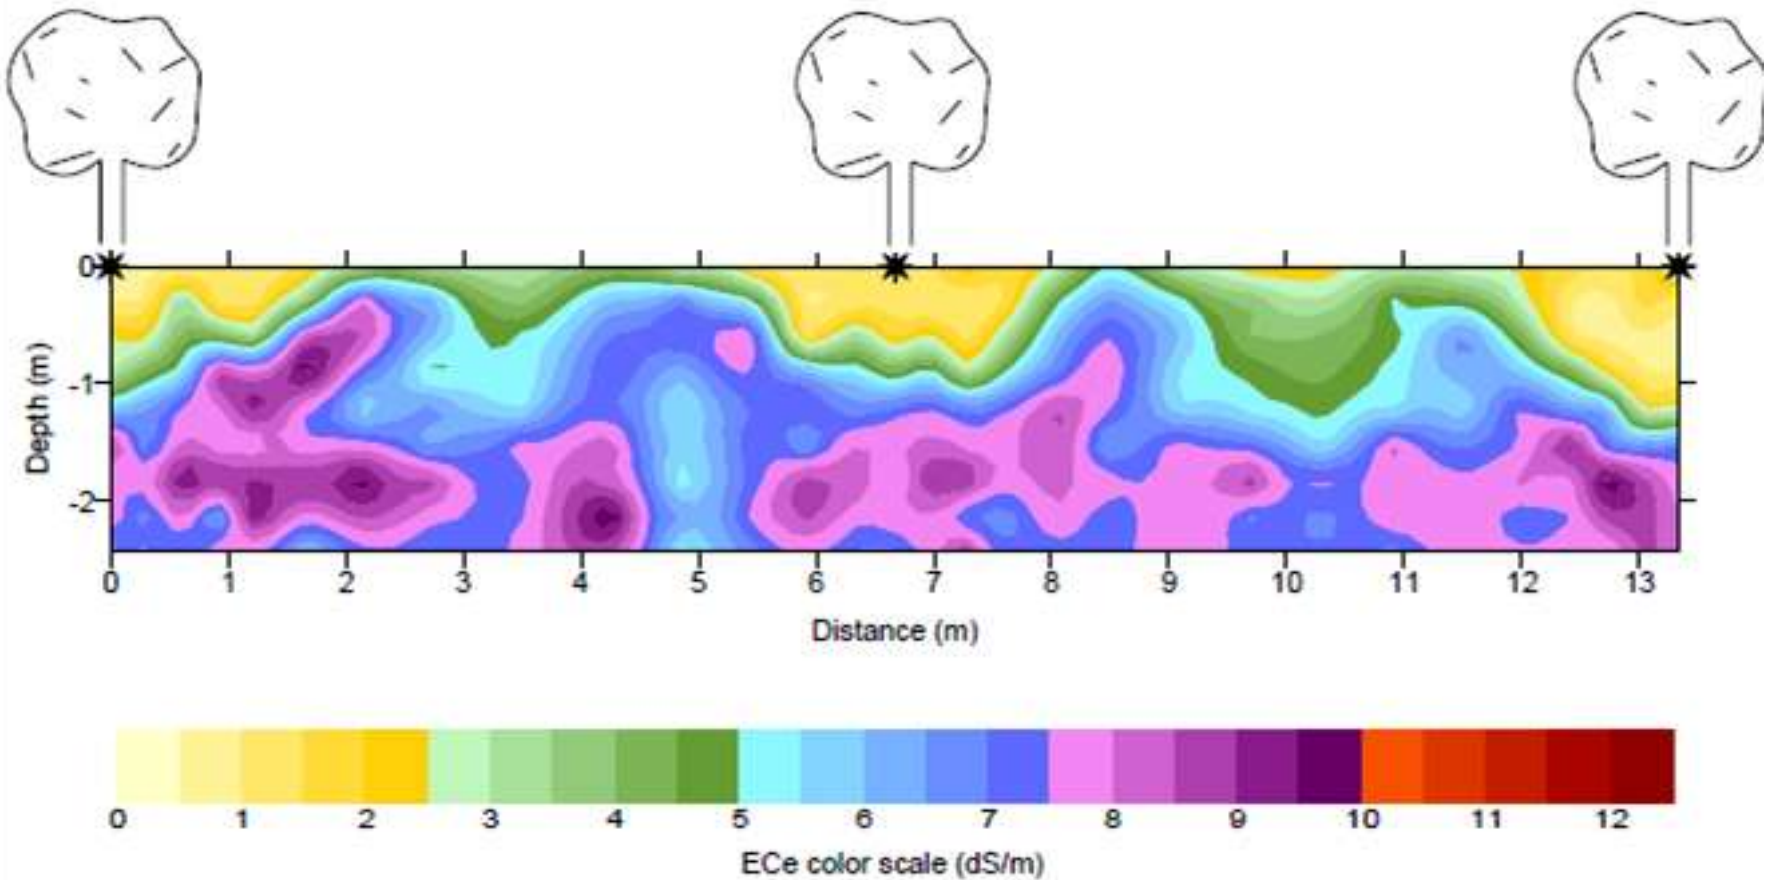 0
-1
-2
Depth (m)
0 1 2 3 4 5 6 7 8 9 10 11 12 13
Distance (m)
0 1 2 3 4 5 6 7 8 9 10 11 12
ECe color scale (dS/m)